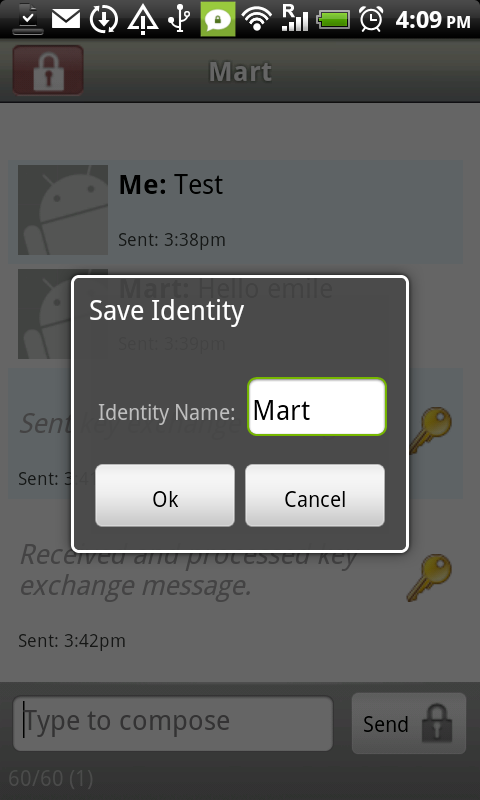 R
4:09 PM
Mart
Me: Test
Sent: 3:38pm
Mart: Hello emile
Save Identity
Sent: 3:39pm
Identity Name: Mart
Sent
Sent: 3:4
Ok Cancel
Received and processed key
exchange message.
Sent: 3:42pm
Type to compose
Send
60/60 (1)